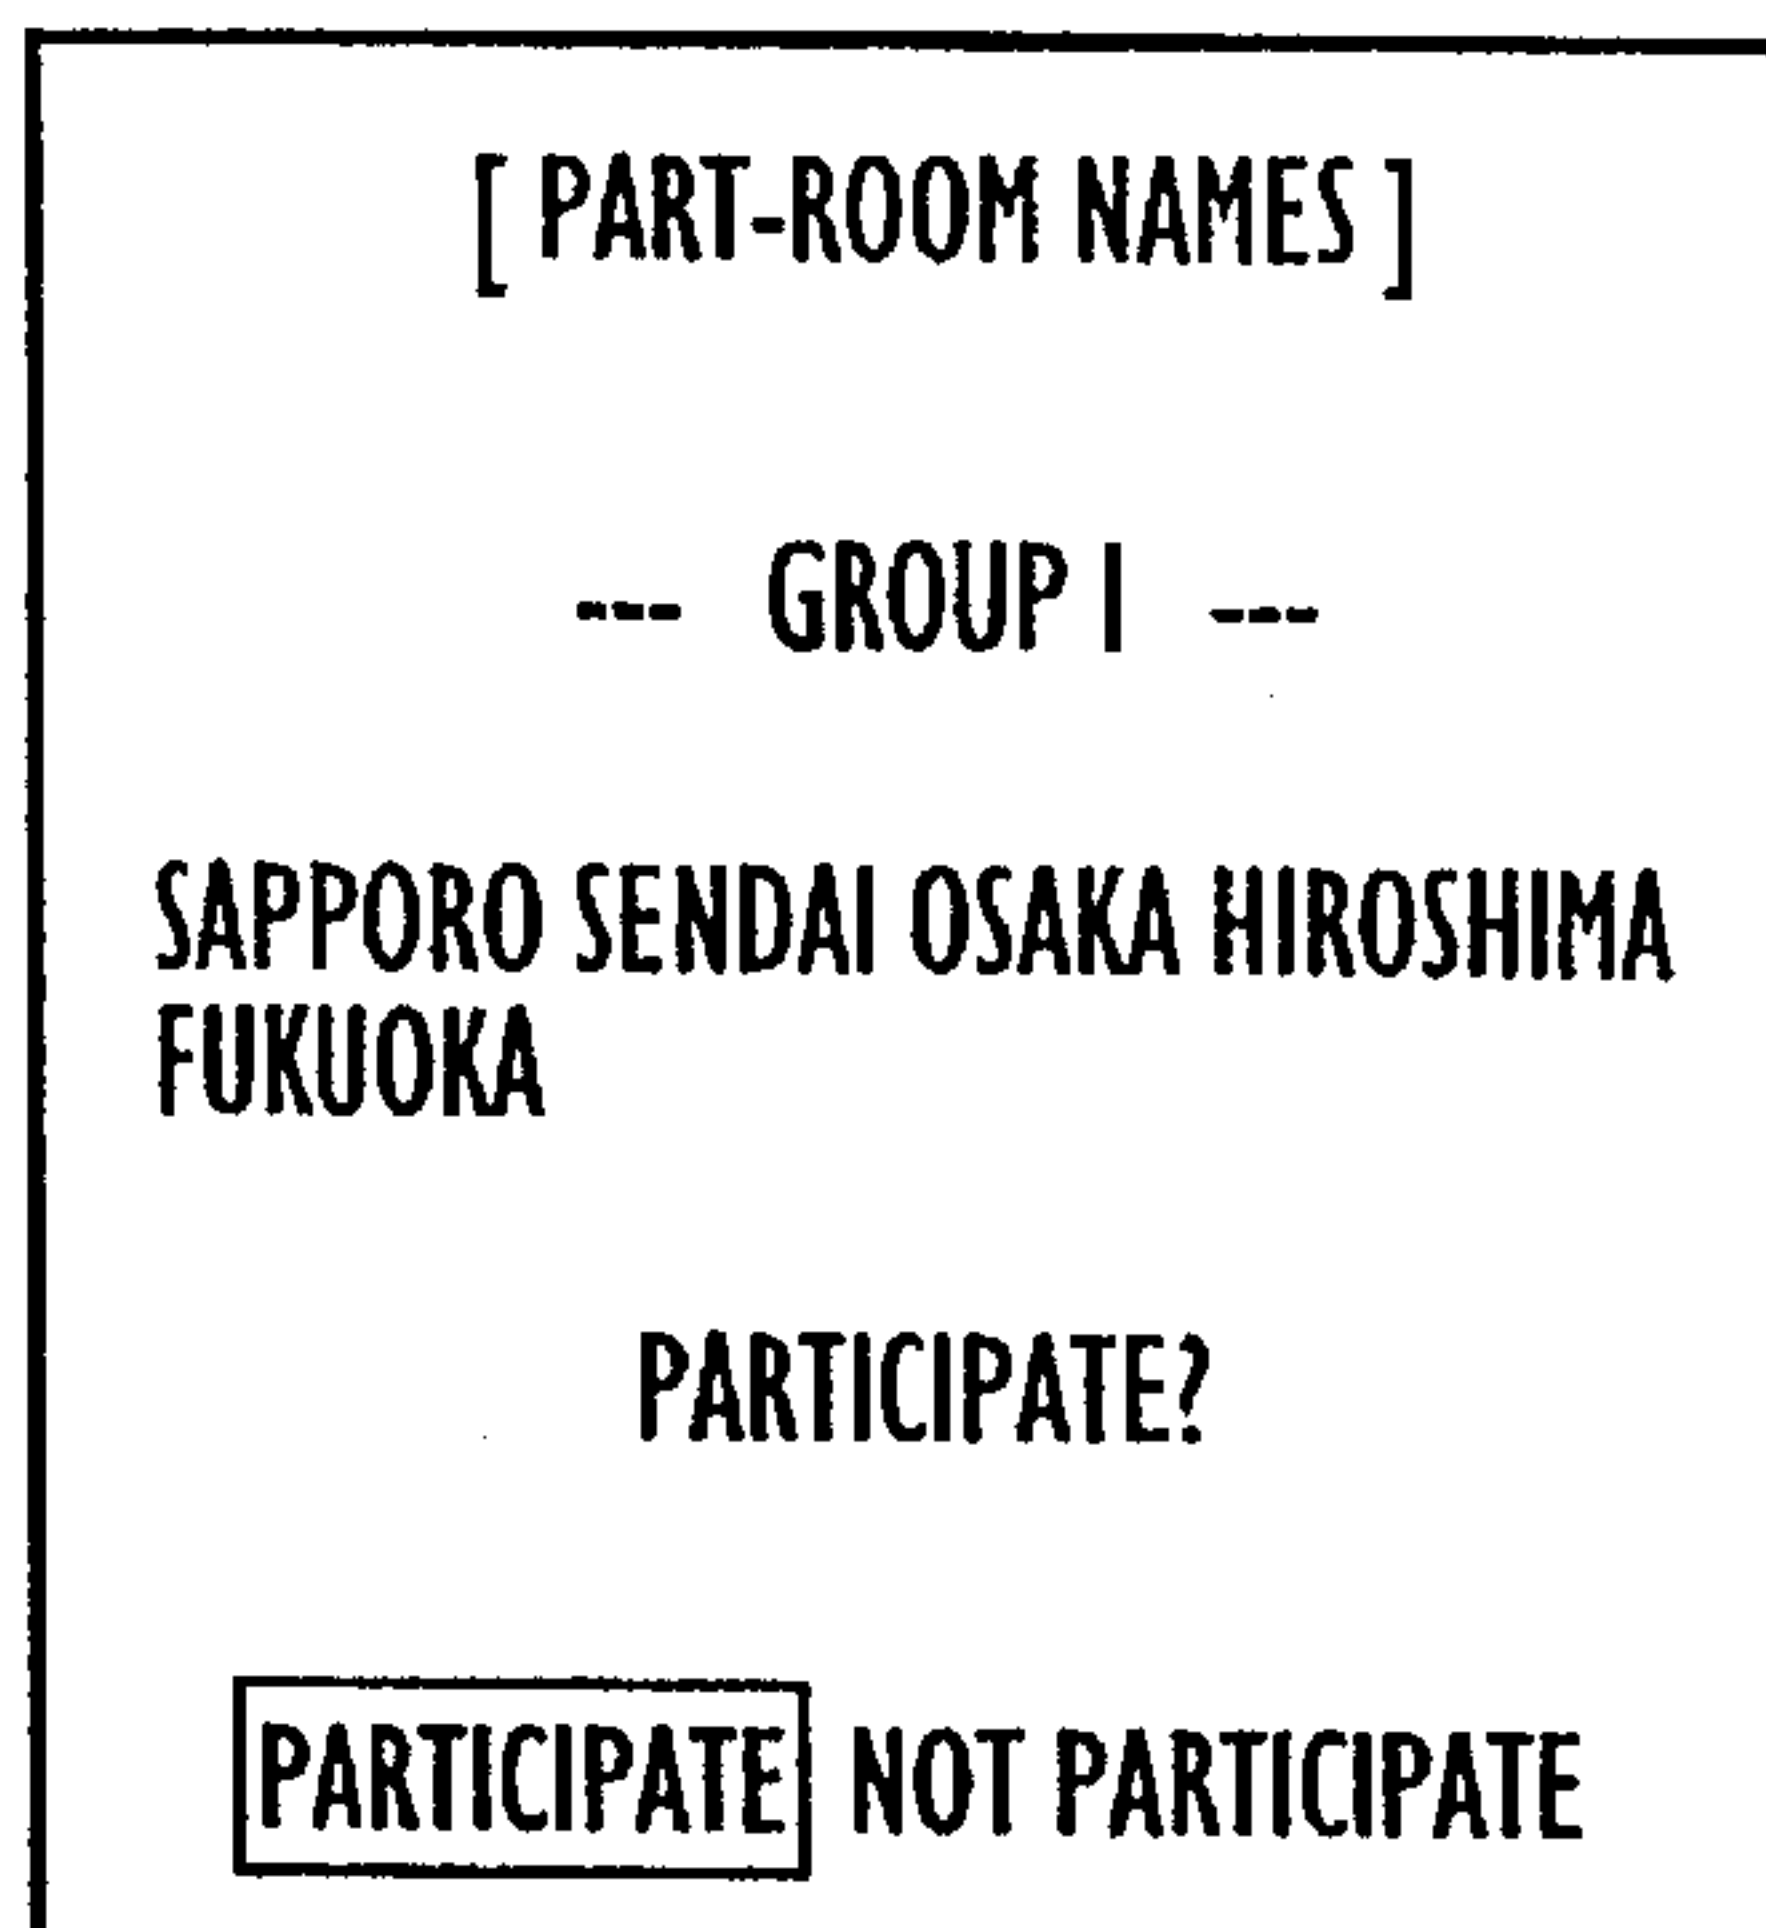 [ PART-ROOM NAMES ]
--- GROUP I ---
SAPPORO SENDAI OSAKA HIROSHIMA
FUKUOKA
PARTICIPATE?
PARTICIPATE NOT PARTICIPATE